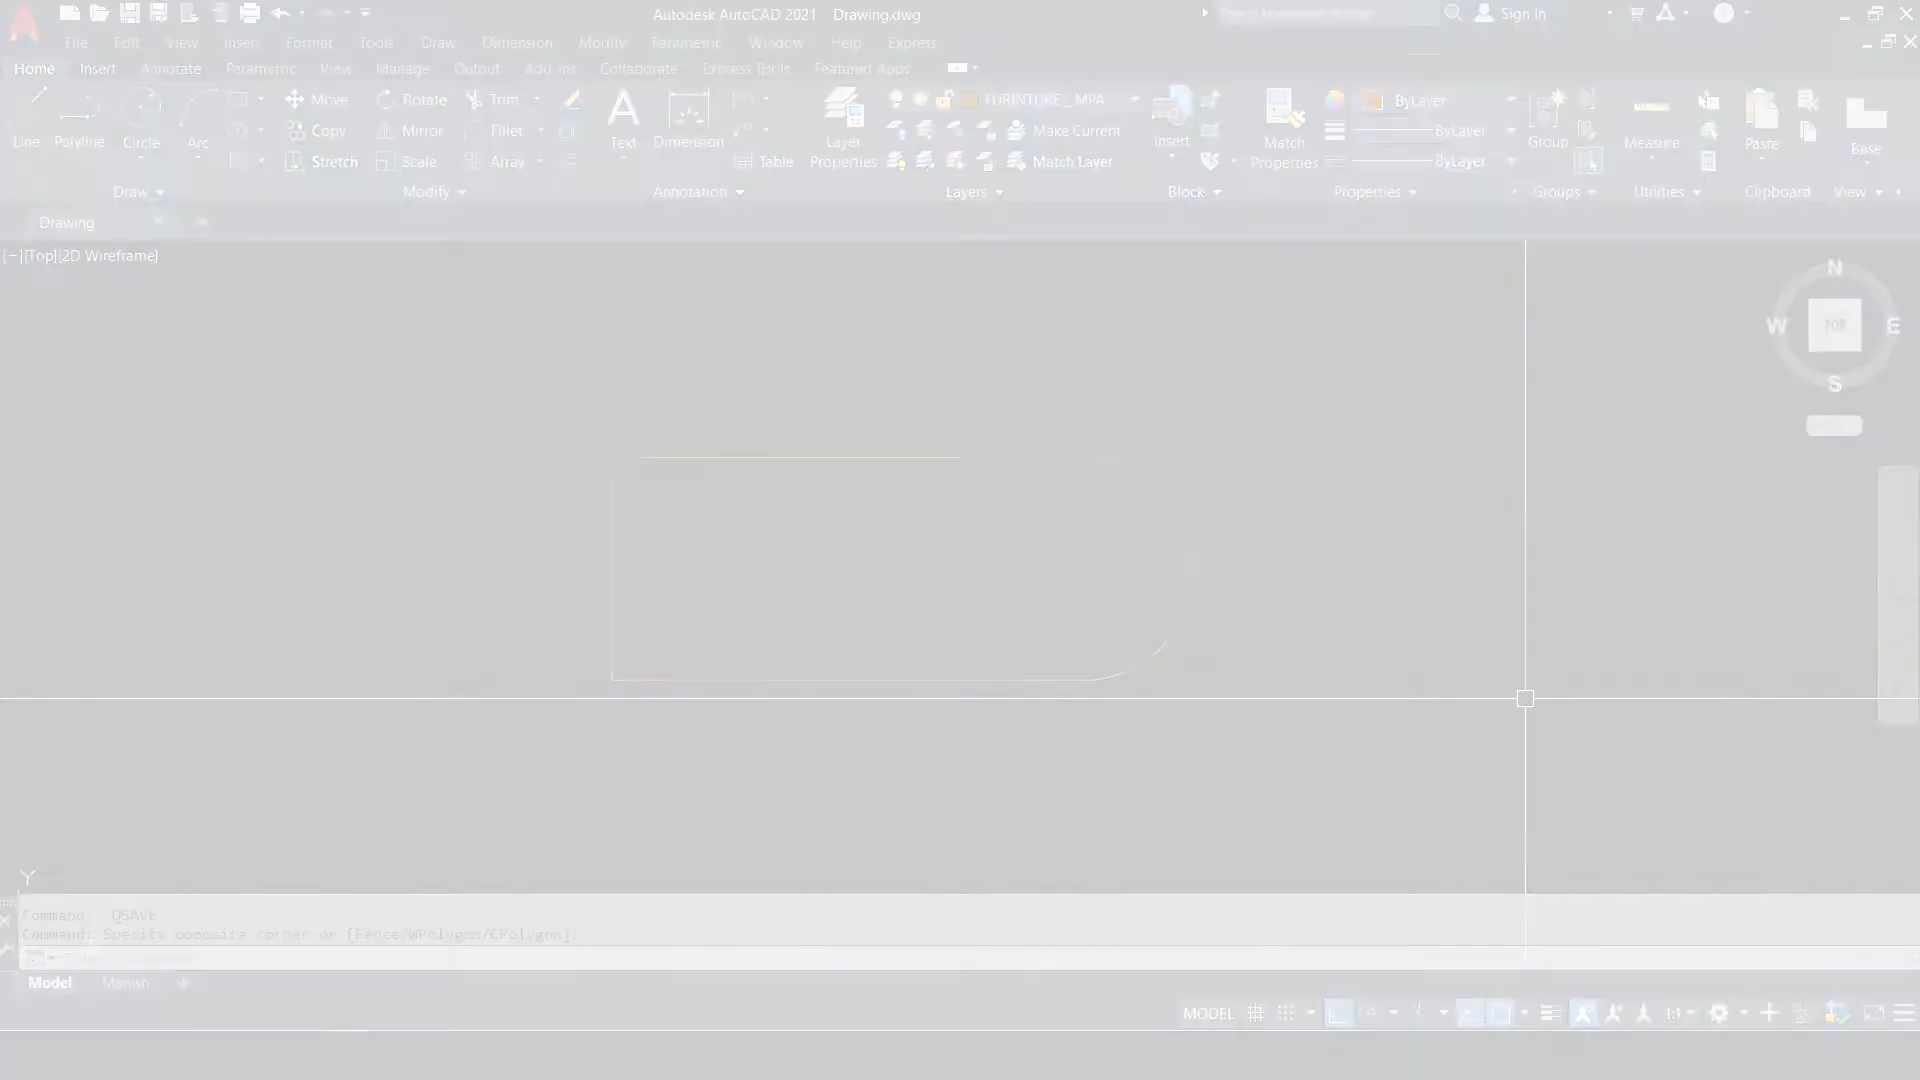 Autodesk AutoCAD 2021 Drawing.dwg Sign In
File Edit View Insert Format Tools Draw Dimension Modify Parametric Window Help Express
Home Insert Annotate Parametric View Manage Output Add-ins Collaborate Express Tools Featured Apps
Line Polyline Circle Arc
Move Rotate Trim
Copy Mirror Fillet
Stretch Scale Array
Text Dimension Table
Layer Properties
FURINTURE_ MPA
Make Current
Match Layer
Insert
Match Properties
ByLayer
ByLayer
ByLayer
Group Measure Paste Base
Draw Modify Annotation Layers Block Properties Groups Utilities Clipboard View
Drawing
[−][Top][2D Wireframe]
N
W TOP E
S
Y
Command: QSAVE
Command: Specify opposite corner or [Fence/WPolygon/CPolygon]:
Model Manish
MODEL 1:1